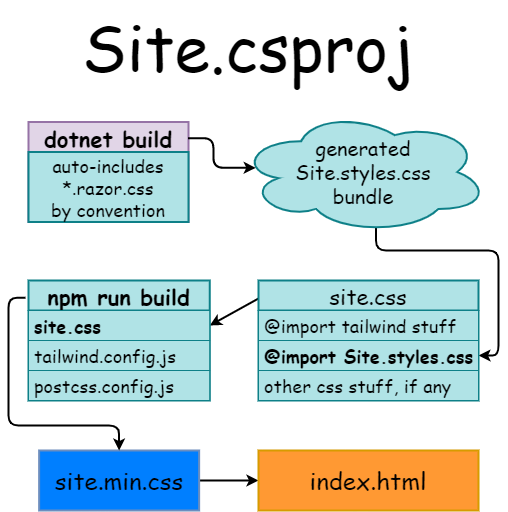 Site.csproj
dotnet build
auto-includes
*.razor.css
by convention
generated
Site.styles.css
bundle
npm run build
site.css
tailwind.config.js
postcss.config.js
site.css
@import tailwind stuff
@import Site.styles.css
other css stuff, if any
site.min.css
index.html